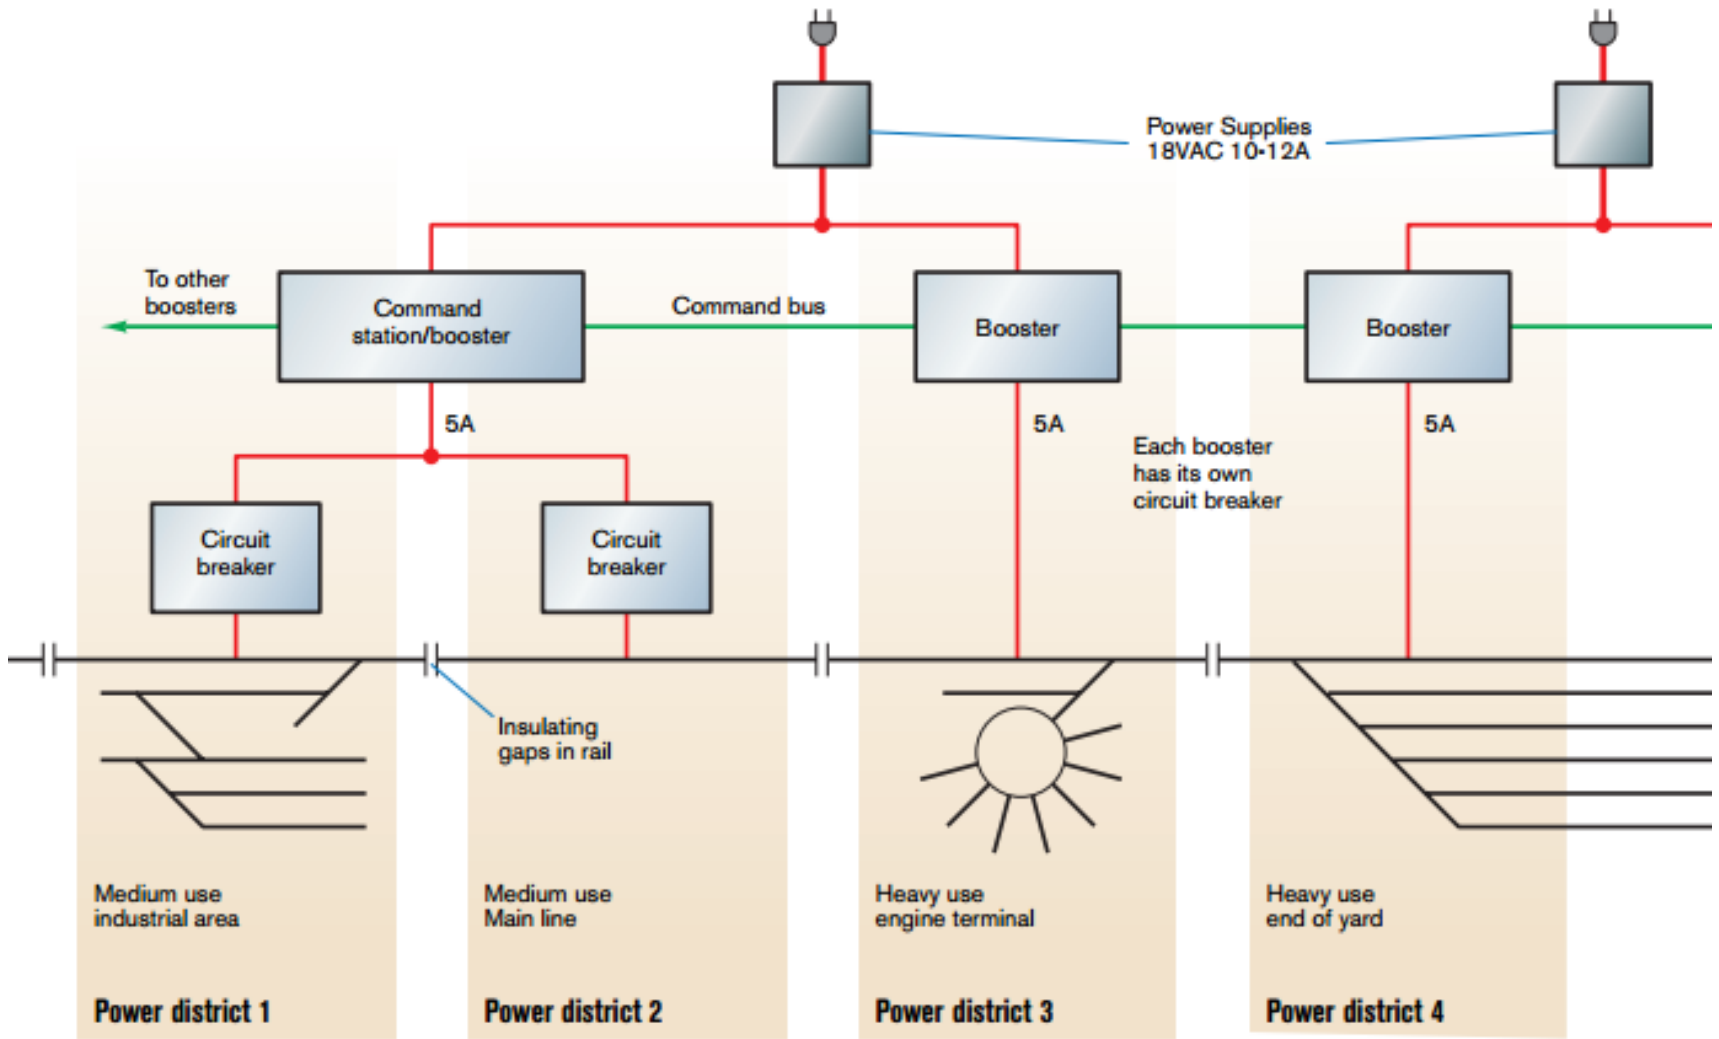 Power Supplies
18VAC 10-12A
To other
boosters
Command
station/booster
Command bus
Booster
Booster
5A
5A
5A
Each booster
has its own
circuit breaker
Circuit
breaker
Circuit
breaker
Insulating
gaps in rail
Medium use
industrial area
Medium use
Main line
Heavy use
engine terminal
Heavy use
end of yard
Power district 1
Power district 2
Power district 3
Power district 4